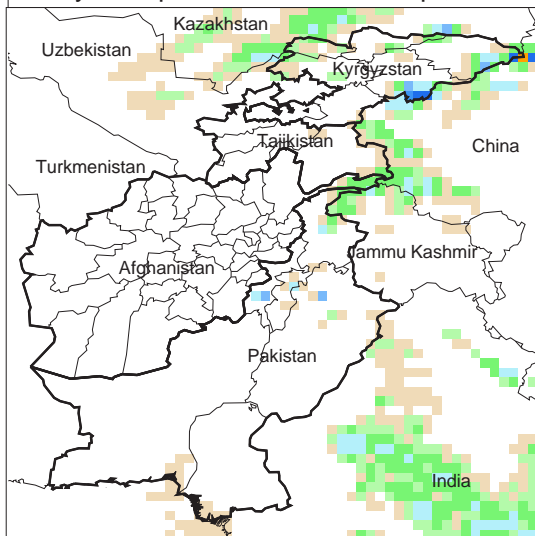 Kazakhstan
Uzbekistan
Kyrgyzstan
Tajikistan
China
Turkmenistan
Jammu Kashmir
Afghanistan
Pakistan
India